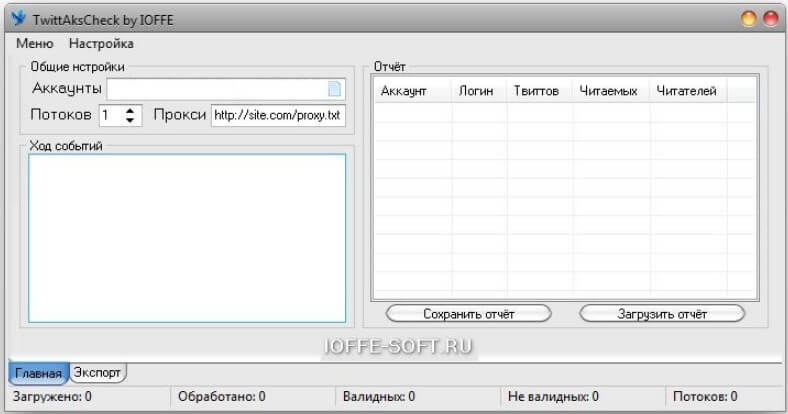 TwittAksCheck by IOFFE
Меню Настройка
Общие нстройки
Аккаунты
Потоков 1 Прокси http://site.com/proxy.txt
Ход событий
Отчёт
Аккаунт Логин Твиттов Читаемых Читателей
Сохранить отчёт Загрузить отчёт
IOFFE-SOFT.RU
Главная Экспорт
Загружено: 0 Обработано: 0 Валидных: 0 Не валидных: 0 Потоков: 0